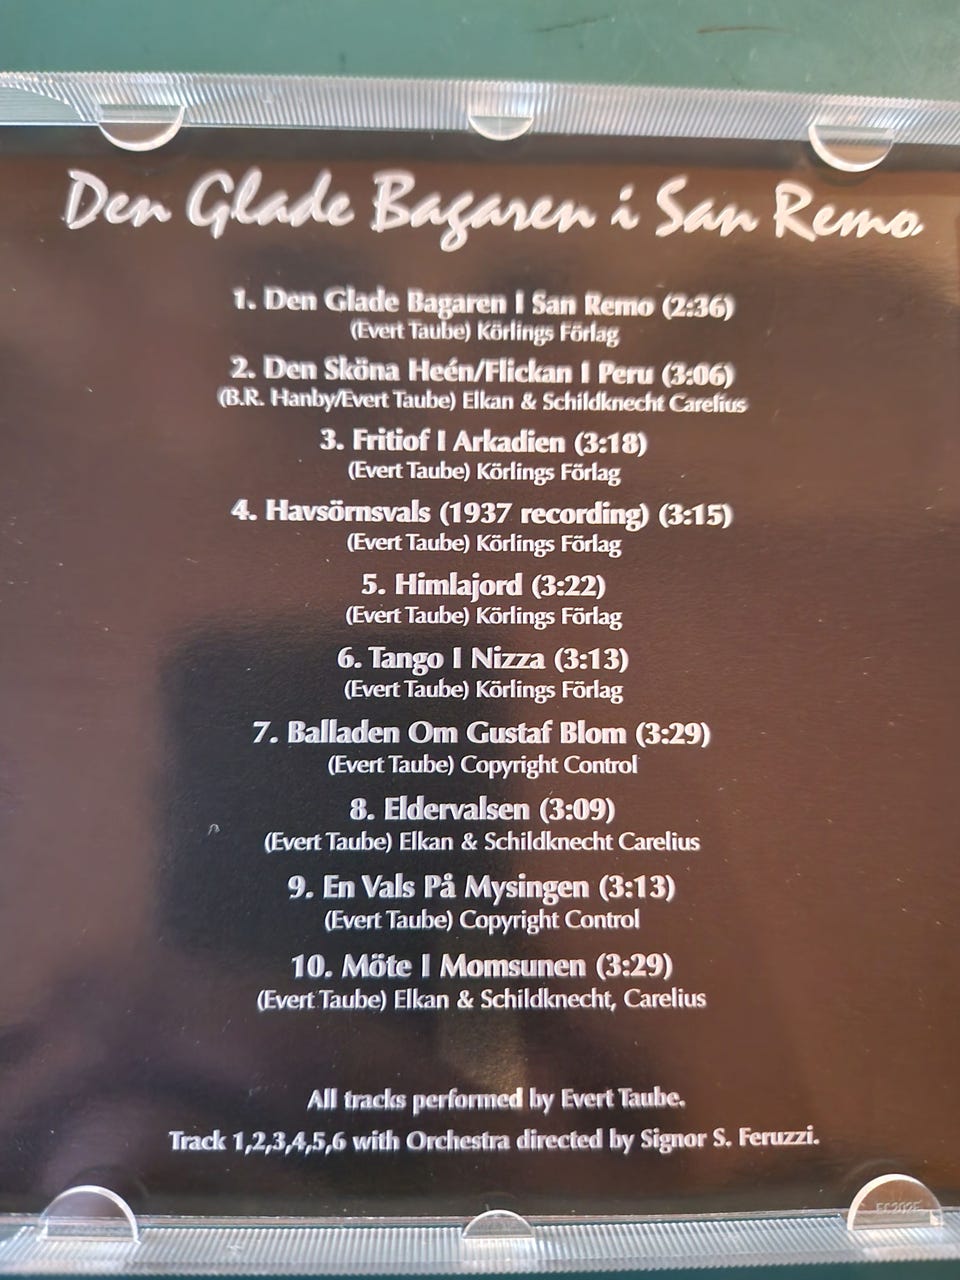 Den Glade Bagaren i San Remo
1. Den Glade Bagaren I San Remo (2:36)
(Evert Taube) Körlings Förlag
2. Den Sköna Heén/Flickan I Peru (3:06)
(B.R. Hanby/Evert Taube) Elkan & Schildknecht Carelius
3. Fritiof I Arkadien (3:18)
(Evert Taube) Körlings Förlag
4. Havsörnsvals (1937 recording) (3:15)
(Evert Taube) Körlings Förlag
5. Himlajord (3:22)
(Evert Taube) Körlings Förlag
6. Tango I Nizza (3:13)
(Evert Taube) Körlings Förlag
7. Balladen Om Gustaf Blom (3:29)
(Evert Taube) Copyright Control
8. Eldervalsen (3:09)
(Evert Taube) Elkan & Schildknecht Carelius
9. En Vals På Mysingen (3:13)
(Evert Taube) Copyright Control
10. Möte I Momsunen (3:29)
(Evert Taube) Elkan & Schildknecht, Carelius
All tracks performed by Evert Taube.
Track 1,2,3,4,5,6 with Orchestra directed by Signor S. Feruzzi.